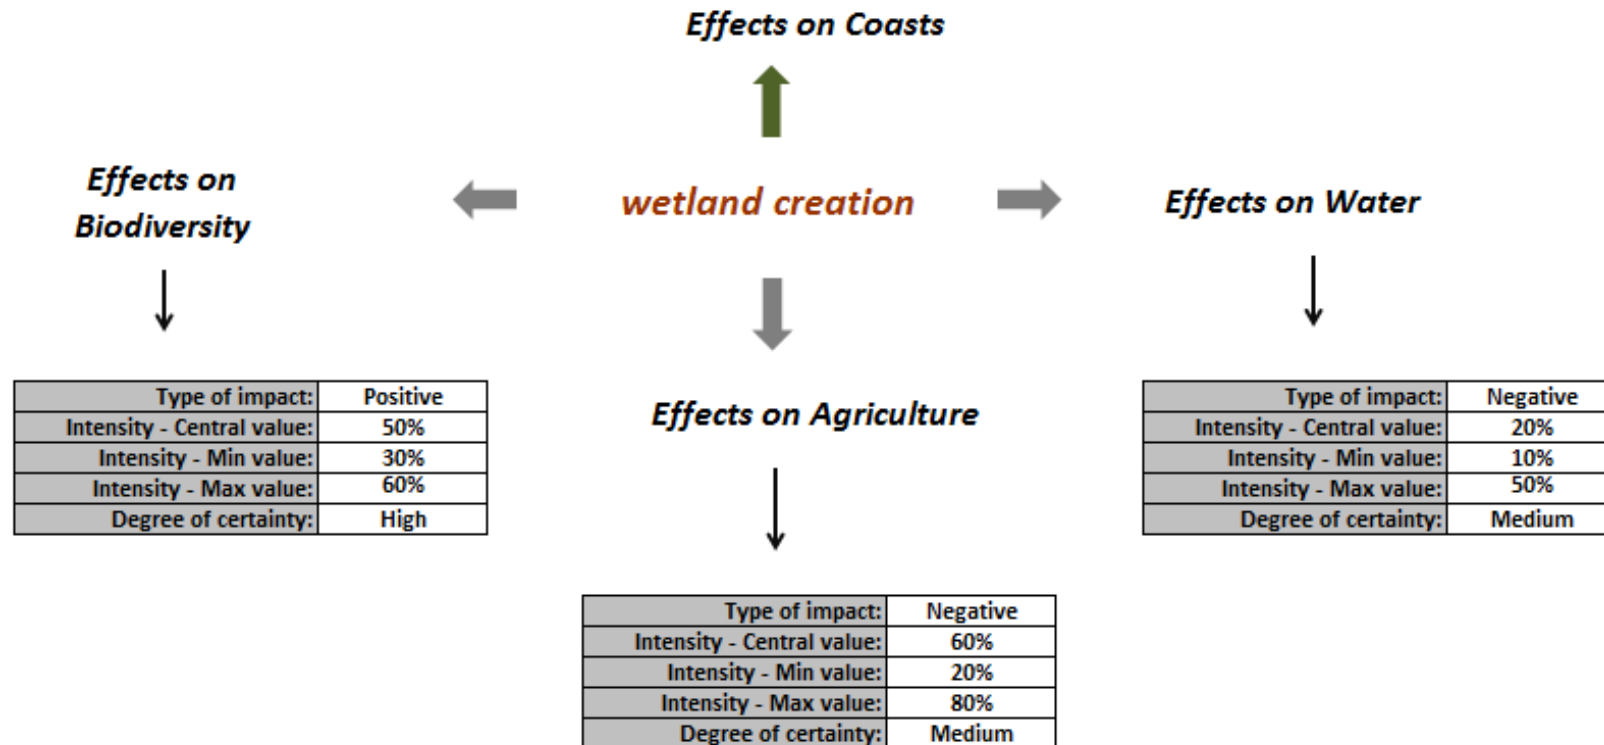 Effects on Coasts
Effects on
Biodiversity
wetland creation
Effects on Water
Type of impact: Positive
Intensity - Central value: 50%
Intensity - Min value: 30%
Intensity - Max value: 60%
Degree of certainty: High
Effects on Agriculture
Type of impact: Negative
Intensity - Central value: 20%
Intensity - Min value: 10%
Intensity - Max value: 50%
Degree of certainty: Medium
Type of impact: Negative
Intensity - Central value: 60%
Intensity - Min value: 20%
Intensity - Max value: 80%
Degree of certainty: Medium